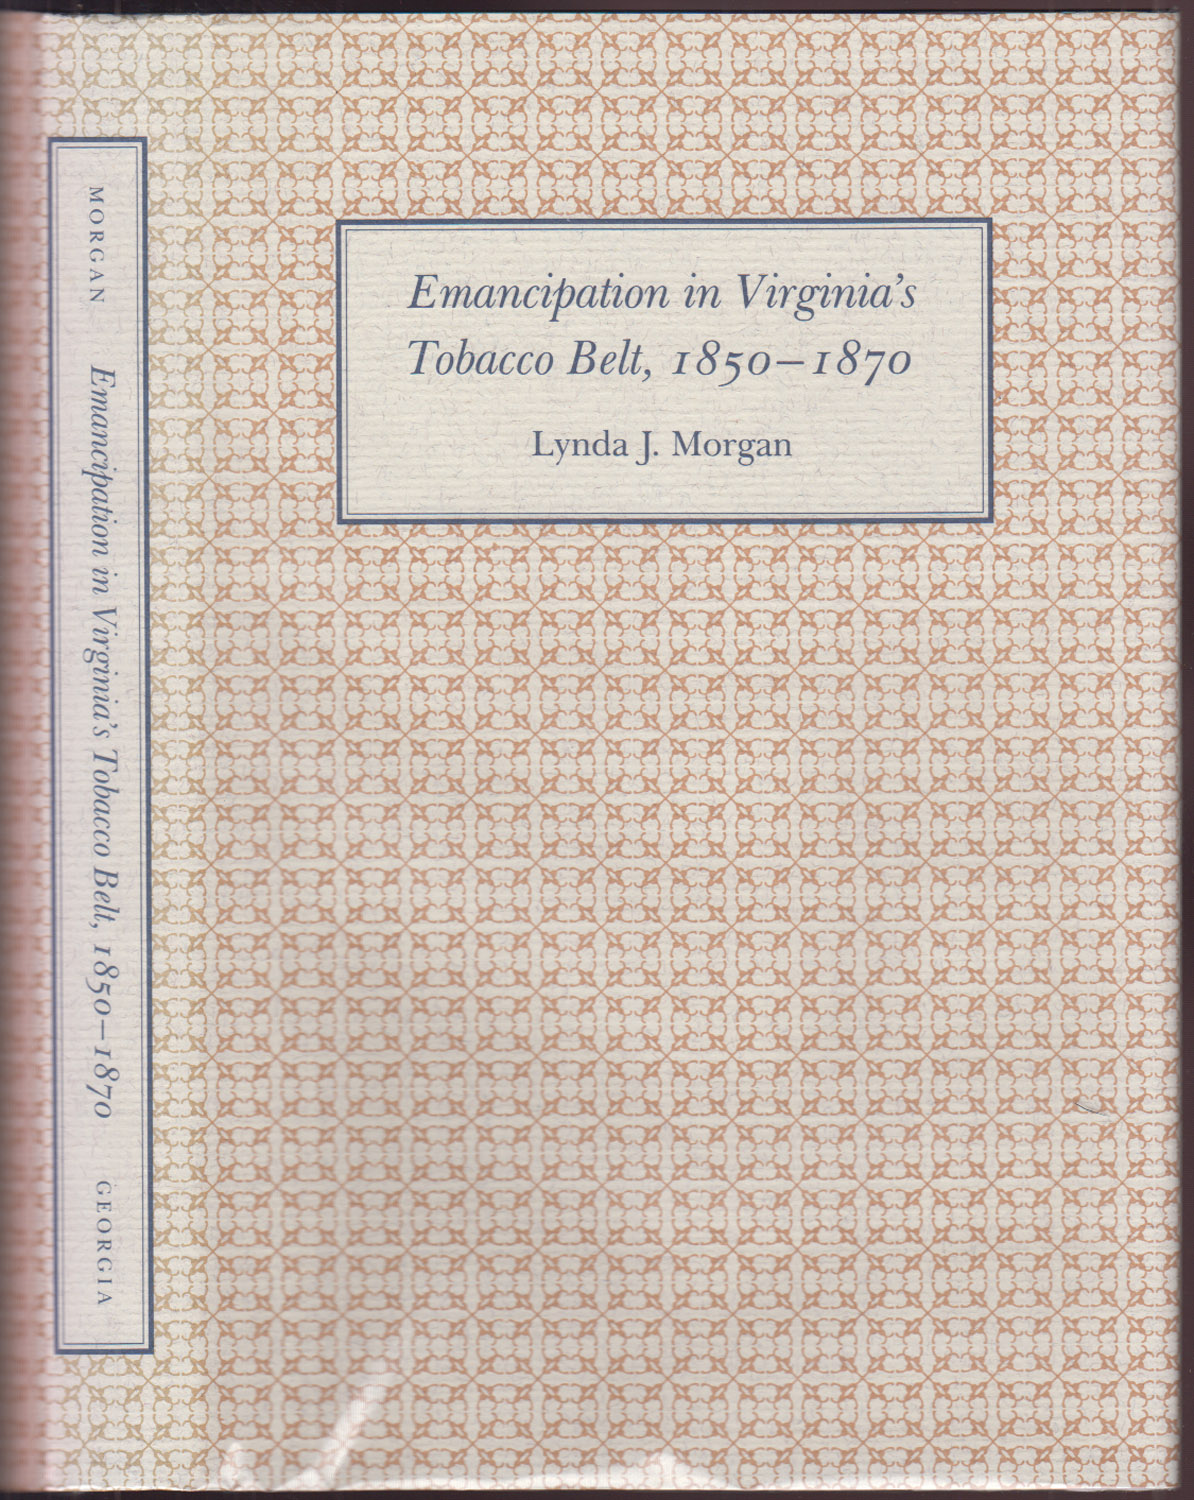 Emancipation in Virginia's
Tobacco Belt, 1850–1870
Lynda J. Morgan
MORGAN
Emancipation in Virginia's Tobacco Belt, 1850–1870
GEORGIA